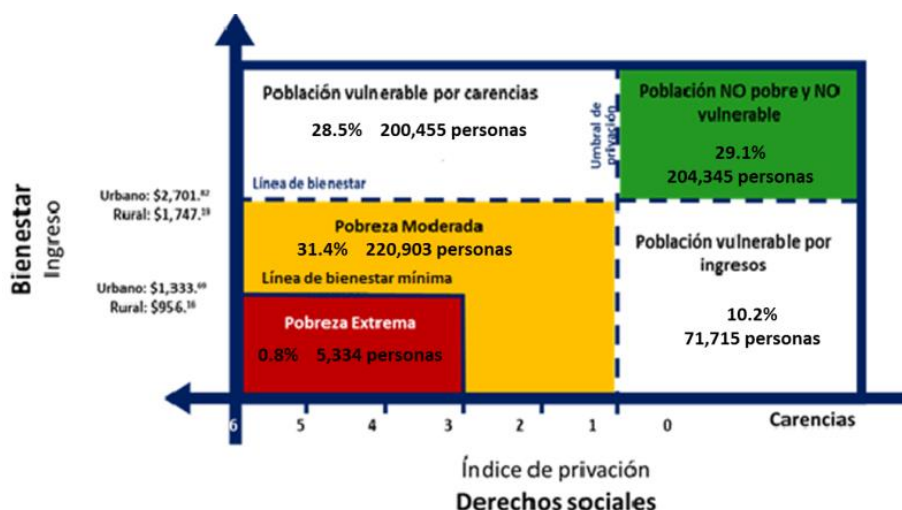 Población vulnerable por carencias
28.5% 200,455 personas
Umbral de
privación
Población NO pobre y NO
vulnerable
29.1%
204,345 personas
Línea de bienestar
Urbano: $2,701.82
Rural: $1,747.19
Bienestar
Ingreso
Pobreza Moderada
31.4% 220,903 personas
Línea de bienestar mínima
Población vulnerable por
ingresos
10.2%
71,715 personas
Urbano: $1,333.69
Rural: $956.16
Pobreza Extrema
0.8% 5,334 personas
6 5 4 3 2 1 0 Carencias
Índice de privación
Derechos sociales